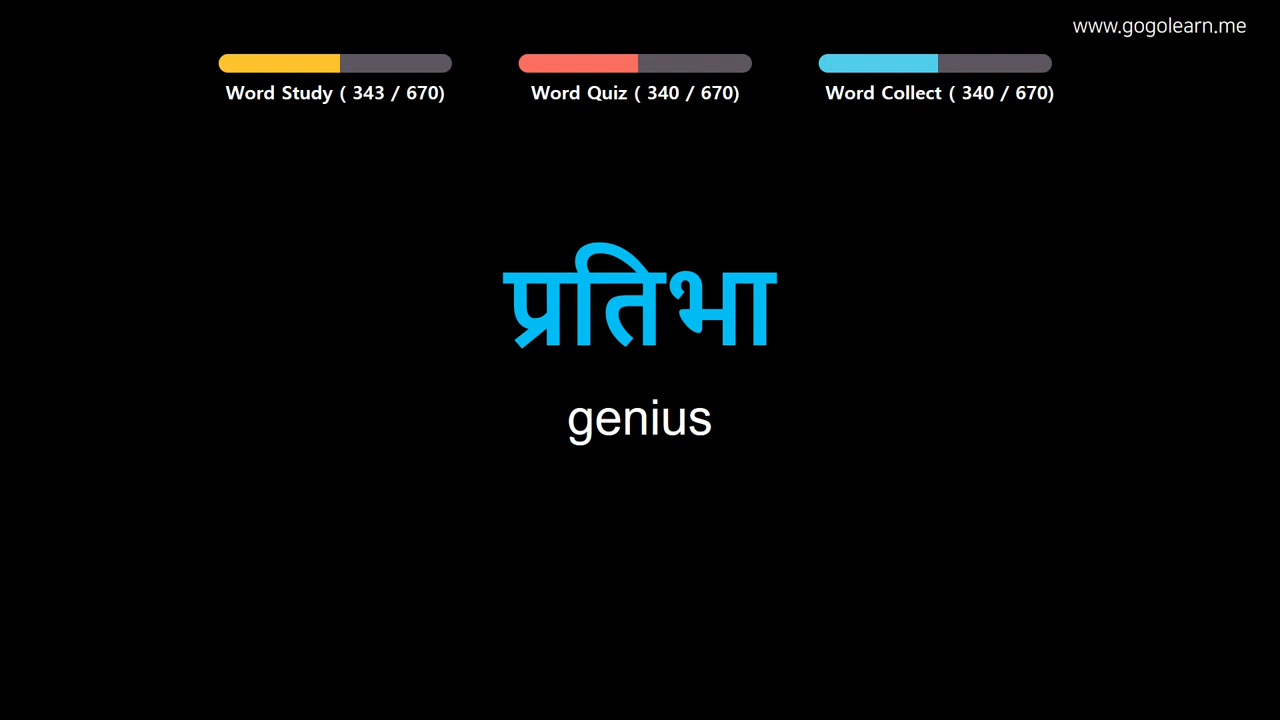 www.gogolearn.me
Word Study ( 343 / 670)
Word Quiz ( 340 / 670)
Word Collect ( 340 / 670)
प्रतिभा
genius